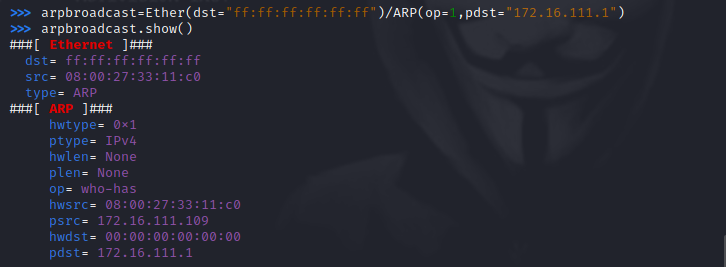 >>> arpbroadcast=Ether(dst="ff:ff:ff:ff:ff:ff")/ARP(op=1,pdst="172.16.111.1")
>>> arpbroadcast.show()
###[ Ethernet ]###
  dst= ff:ff:ff:ff:ff:ff
  src= 08:00:27:33:11:c0
  type= ARP
###[ ARP ]###
     hwtype= 0×1
     ptype= IPv4
     hwlen= None
     plen= None
     op= who-has
     hwsrc= 08:00:27:33:11:c0
     psrc= 172.16.111.109
     hwdst= 00:00:00:00:00:00
     pdst= 172.16.111.1